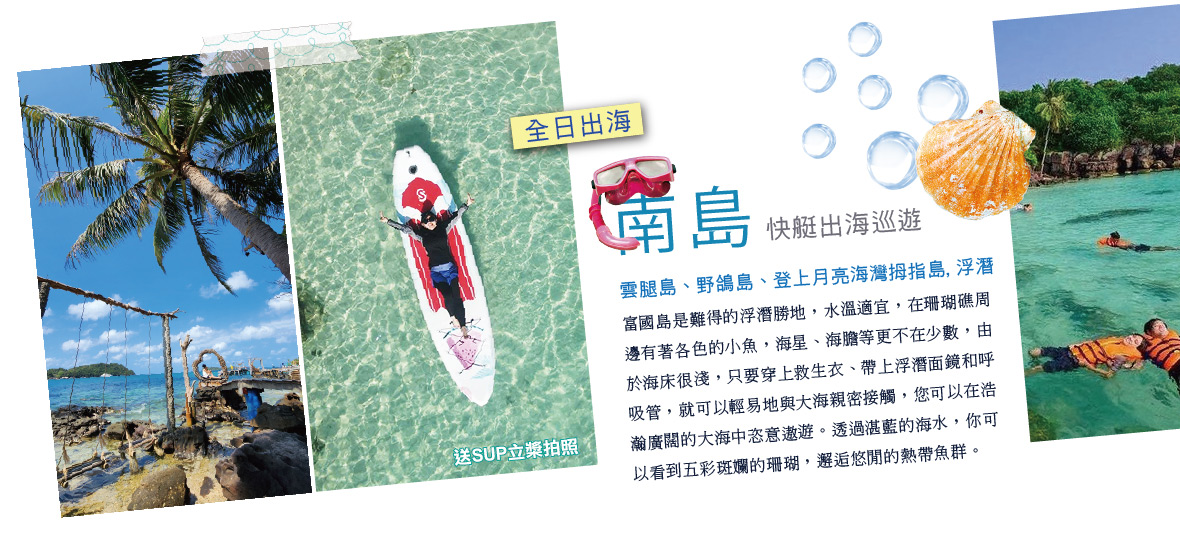 全日出海
南島 快艇出海巡遊
雲腿島、野鴿島、登上月亮海灣拇指島, 浮潛
富國島是難得的浮潛勝地，水溫適宜，在珊瑚礁周
邊有著各色的小魚，海星、海膽等更不在少數，由
於海床很淺，只要穿上救生衣、帶上浮潛面鏡和呼
吸管，就可以輕易地與大海親密接觸，您可以在浩
瀚廣闊的大海中恣意遨遊。透過湛藍的海水，你可
以看到五彩斑斕的珊瑚，邂逅悠閒的熱帶魚群。
送SUP立槳拍照